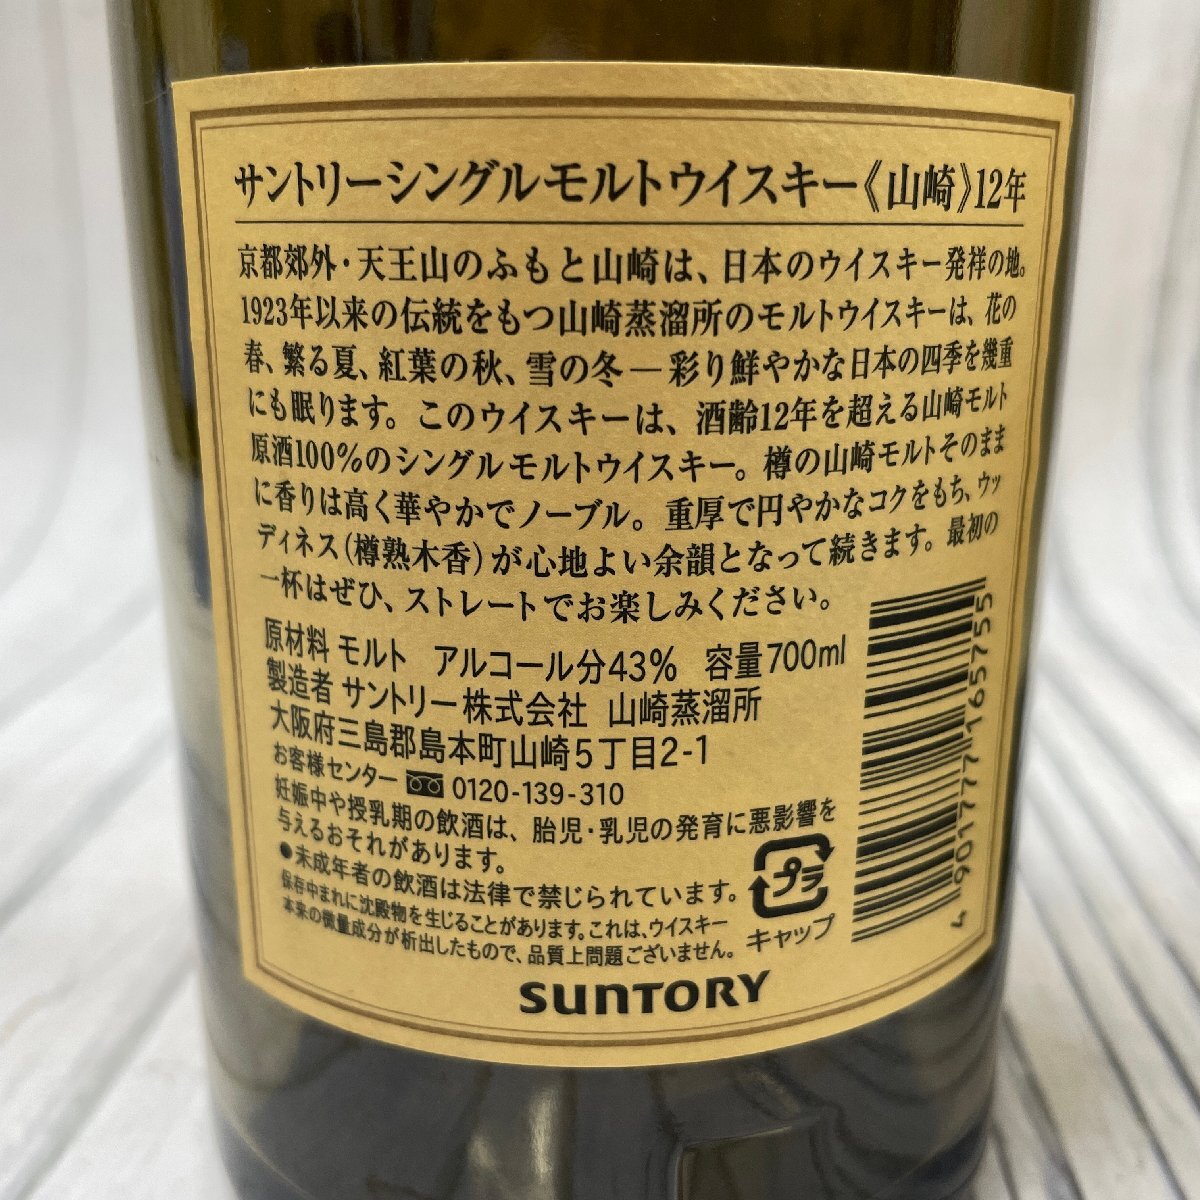 サントリーシングルモルトウイスキー《山崎》12年
京都郊外・天王山のふもと山崎は、日本のウイスキー発祥の地。
1923年以来の伝統をもつ山崎蒸溜所のモルトウイスキーは、花の
春、繁る夏、紅葉の秋、雪の冬―彩り鮮やかな日本の四季を幾重
にも眠ります。このウイスキーは、酒齢12年を超える山崎モルト
原酒100%のシングルモルトウイスキー。樽の山崎モルトそのまま
に香りは高く華やかでノーブル。重厚で円やかなコクをもち、ウッ
ディネス(樽熟木香)が心地よい余韻となって続きます。最初の
一杯はぜひ、ストレートでお楽しみください。
原材料 モルト アルコール分43% 容量700ml
製造者 サントリー株式会社 山崎蒸溜所
大阪府三島郡島本町山崎5丁目2-1
お客様センター 0120-139-310
妊娠中や授乳期の飲酒は、胎児・乳児の発育に悪影響を
与えるおそれがあります。
●未成年者の飲酒は法律で禁じられています。
保存中まれに沈殿物を生じることがあります。これは、ウイスキー
本来の微量成分が析出したもので、品質上問題ございません。
プラ
キャップ
4 901777 165755
SUNTORY